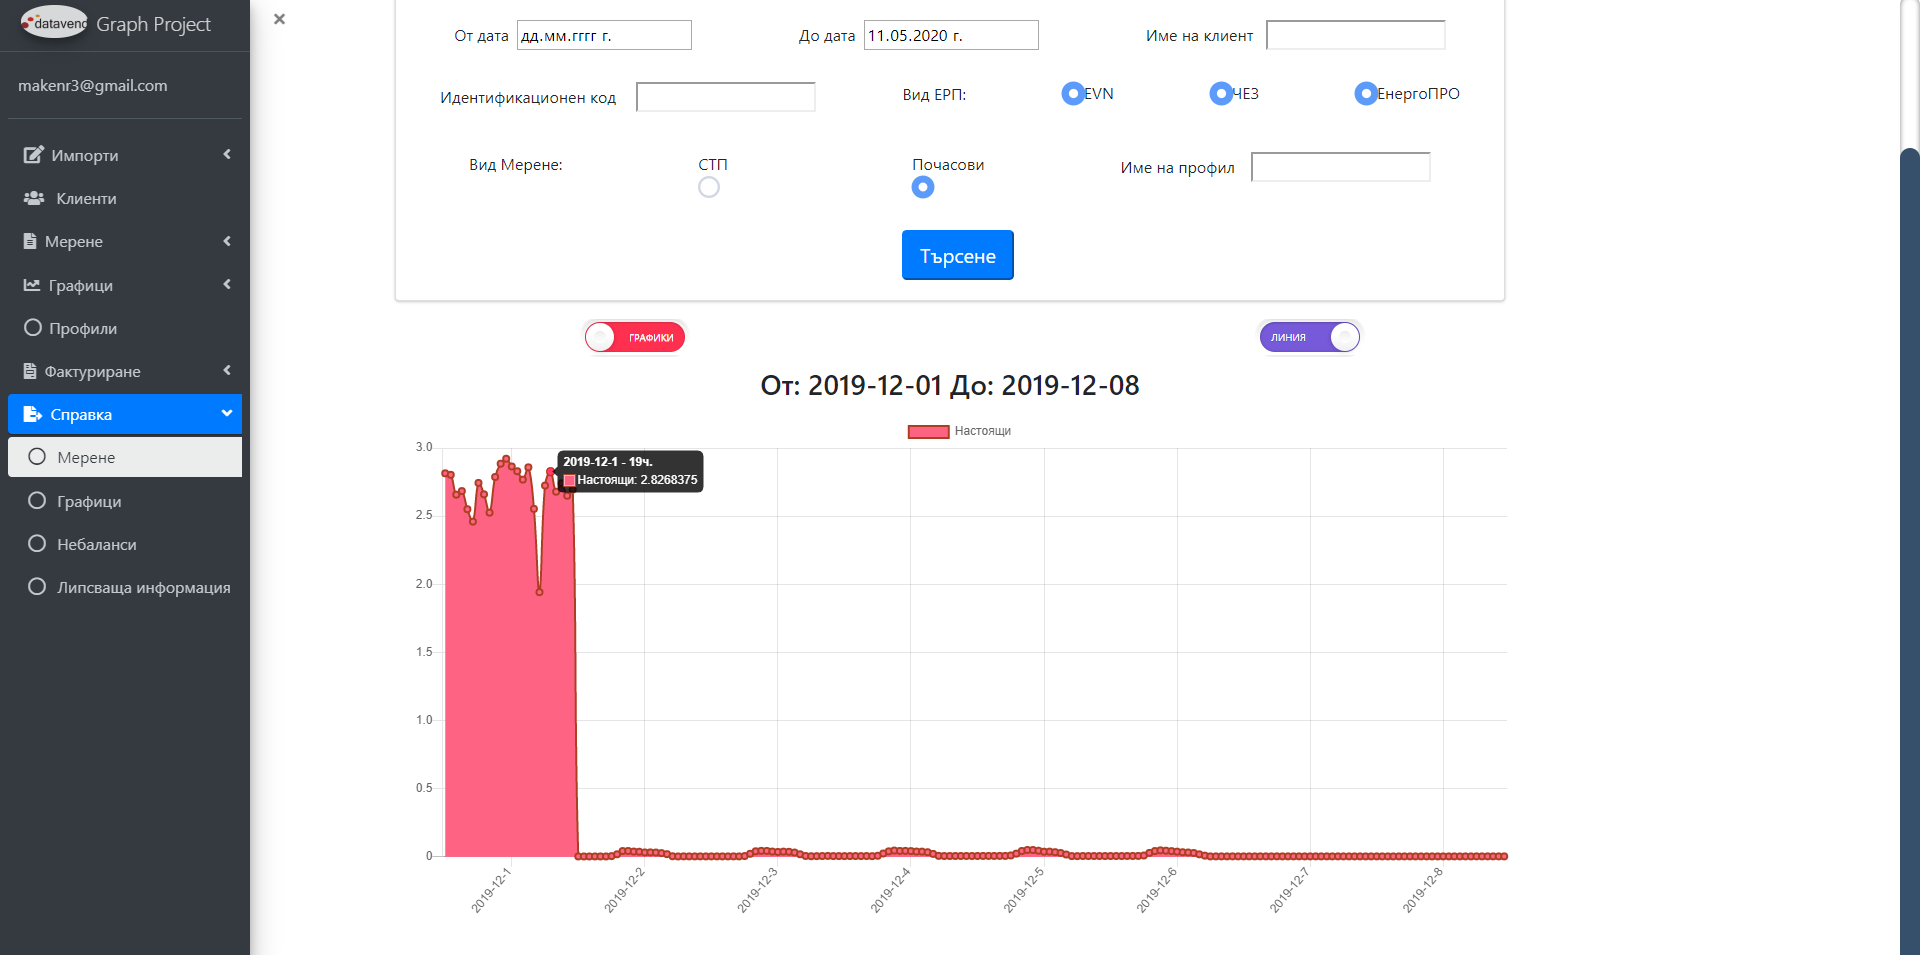 datavend Graph Project
makenr3@gmail.com
Импорти
Клиенти
Мерене
Графици
Профили
Фактуриране
Справка
Мерене
Графици
Небаланси
Липсваща информация
От дата дд.мм.гггг г. До дата 11.05.2020 г. Име на клиент
Идентификационен код Вид ЕРП: EVN ЧЕЗ ЕнергоПРО
Вид Мерене: СТП Почасови Име на профил
Търсене
ГРАФИКИ ЛИНИЯ
От: 2019-12-01 До: 2019-12-08
Настоящи
3.0
2019-12-1 - 19ч.
Настоящи: 2.8268375
2.5
2.0
1.5
1.0
0.5
0
2019-12-1 2019-12-2 2019-12-3 2019-12-4 2019-12-5 2019-12-6 2019-12-7 2019-12-8